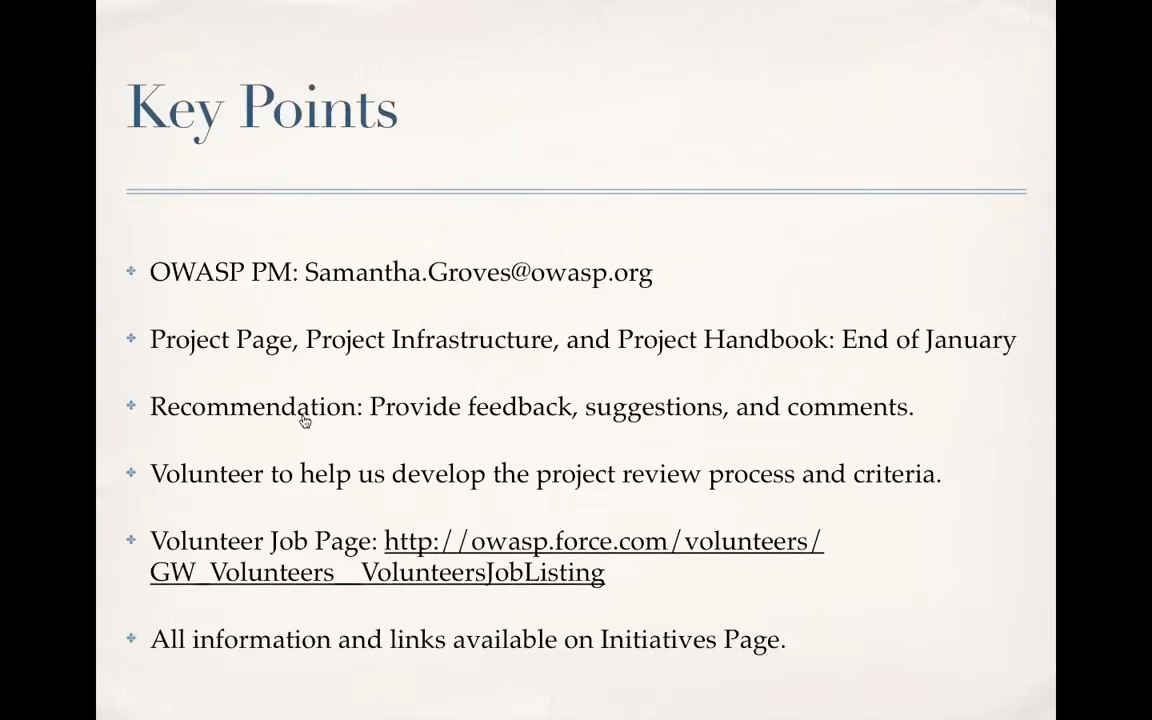 Key Points
OWASP PM: Samantha.Groves@owasp.org
Project Page, Project Infrastructure, and Project Handbook: End of January
Recommendation: Provide feedback, suggestions, and comments.
Volunteer to help us develop the project review process and criteria.
Volunteer Job Page: http://owasp.force.com/volunteers/
GW_Volunteers__VolunteersJobListing
All information and links available on Initiatives Page.